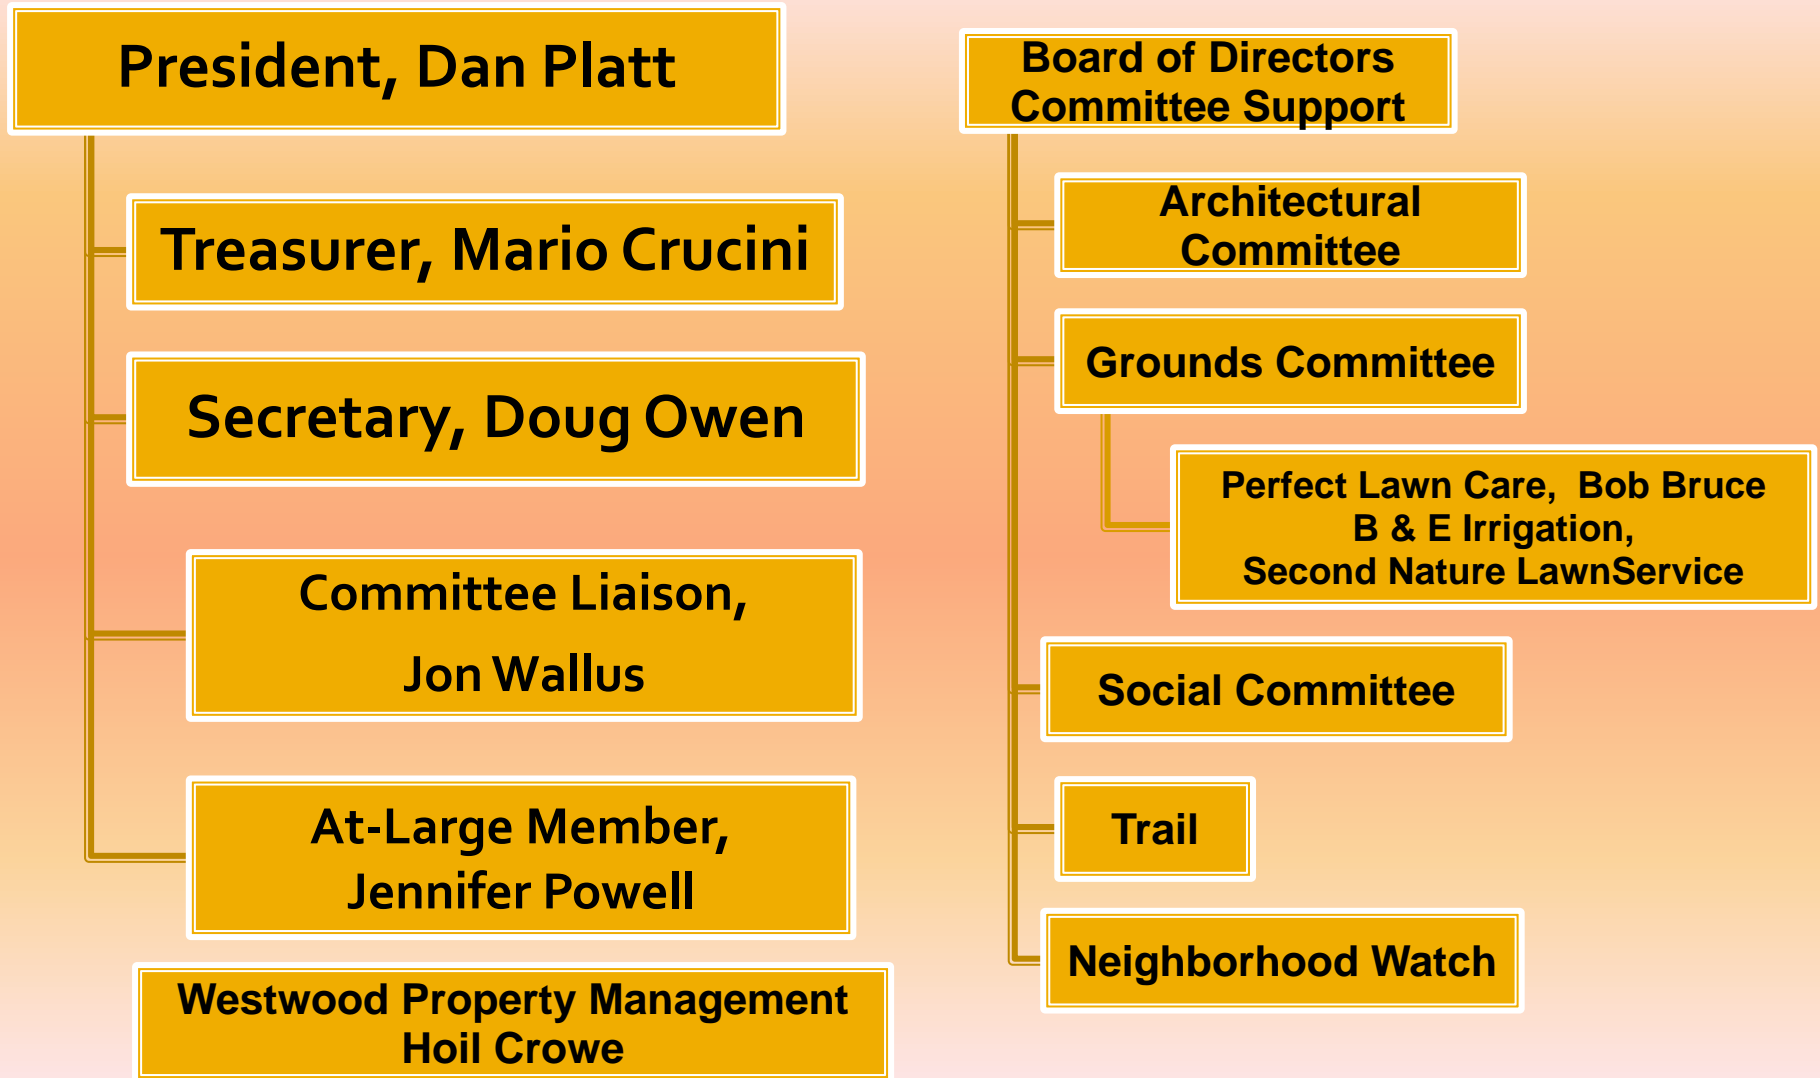 President, Dan Platt
Treasurer, Mario Crucini
Secretary, Doug Owen
Committee Liaison,
Jon Wallus
At-Large Member,
Jennifer Powell
Westwood Property Management
Hoil Crowe
Board of Directors
Committee Support
Architectural
Committee
Grounds Committee
Perfect Lawn Care,  Bob Bruce
B & E Irrigation,
Second Nature LawnService
Social Committee
Trail
Neighborhood Watch